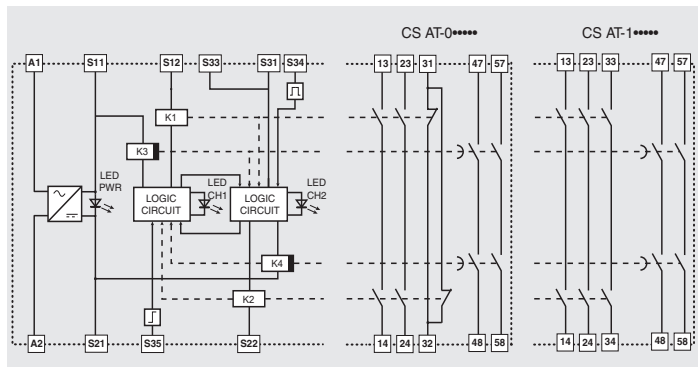 CS AT-0•••••
CS AT-1•••••
A1 S11 S12 S33 S31 S34
13 23 31 47 57
13 23 33 47 57
K1
K3
LED
PWR
LOGIC
CIRCUIT
LED
CH1
LOGIC
CIRCUIT
LED
CH2
K4
K2
A2 S21 S35 S22
14 24 32 48 58
14 24 34 48 58